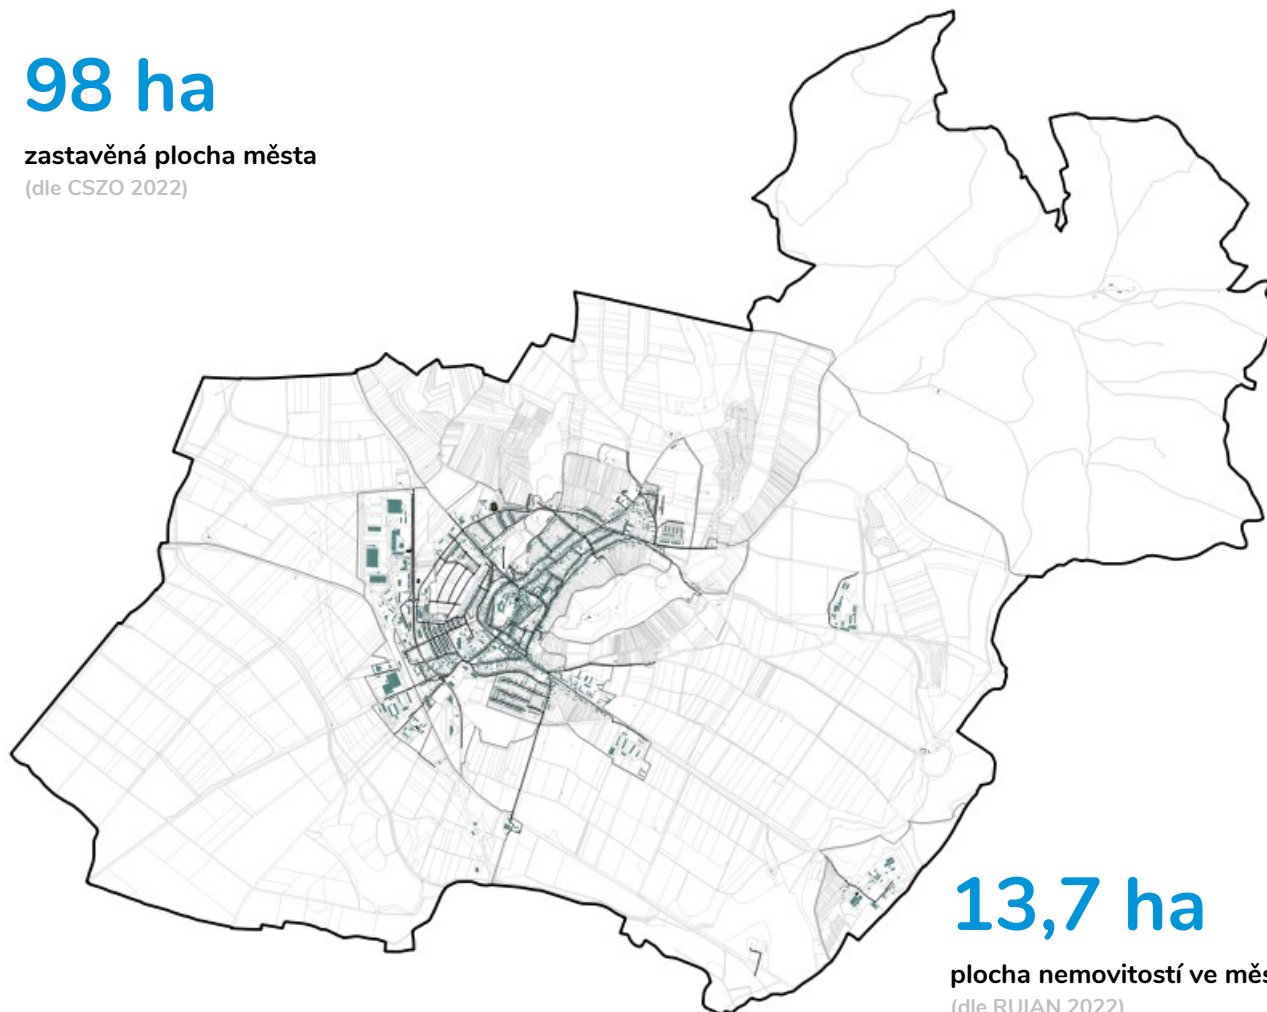 98 ha
zastavěná plocha města
(dle CSZO 2022)
13,7 ha
plocha nemovitostí ve měs
(dle RUIAN 2022)